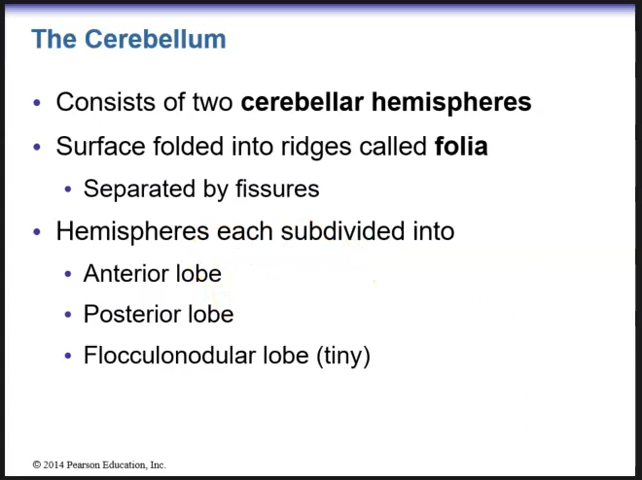 The Cerebellum
• Consists of two cerebellar hemispheres
• Surface folded into ridges called folia
• Separated by fissures
• Hemispheres each subdivided into
• Anterior lobe
• Posterior lobe
• Flocculonodular lobe (tiny)
© 2014 Pearson Education, Inc.